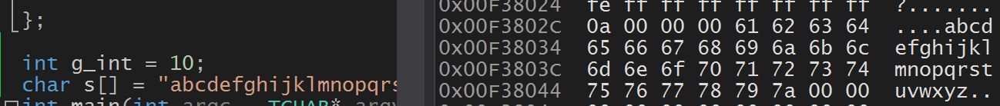 };
int g_int = 10;
char s[] = "abcdefghijklmnopqrs
int main(int argc, _TCHAR* argv
0x00F38024 fe ff ff ff ff ff ff ff ?.......
0x00F3802C 0a 00 00 00 61 62 63 64 ....abcd
0x00F38034 65 66 67 68 69 6a 6b 6c efghijkl
0x00F3803C 6d 6e 6f 70 71 72 73 74 mnopqrst
0x00F38044 75 76 77 78 79 7a 00 00 uvwxyz..